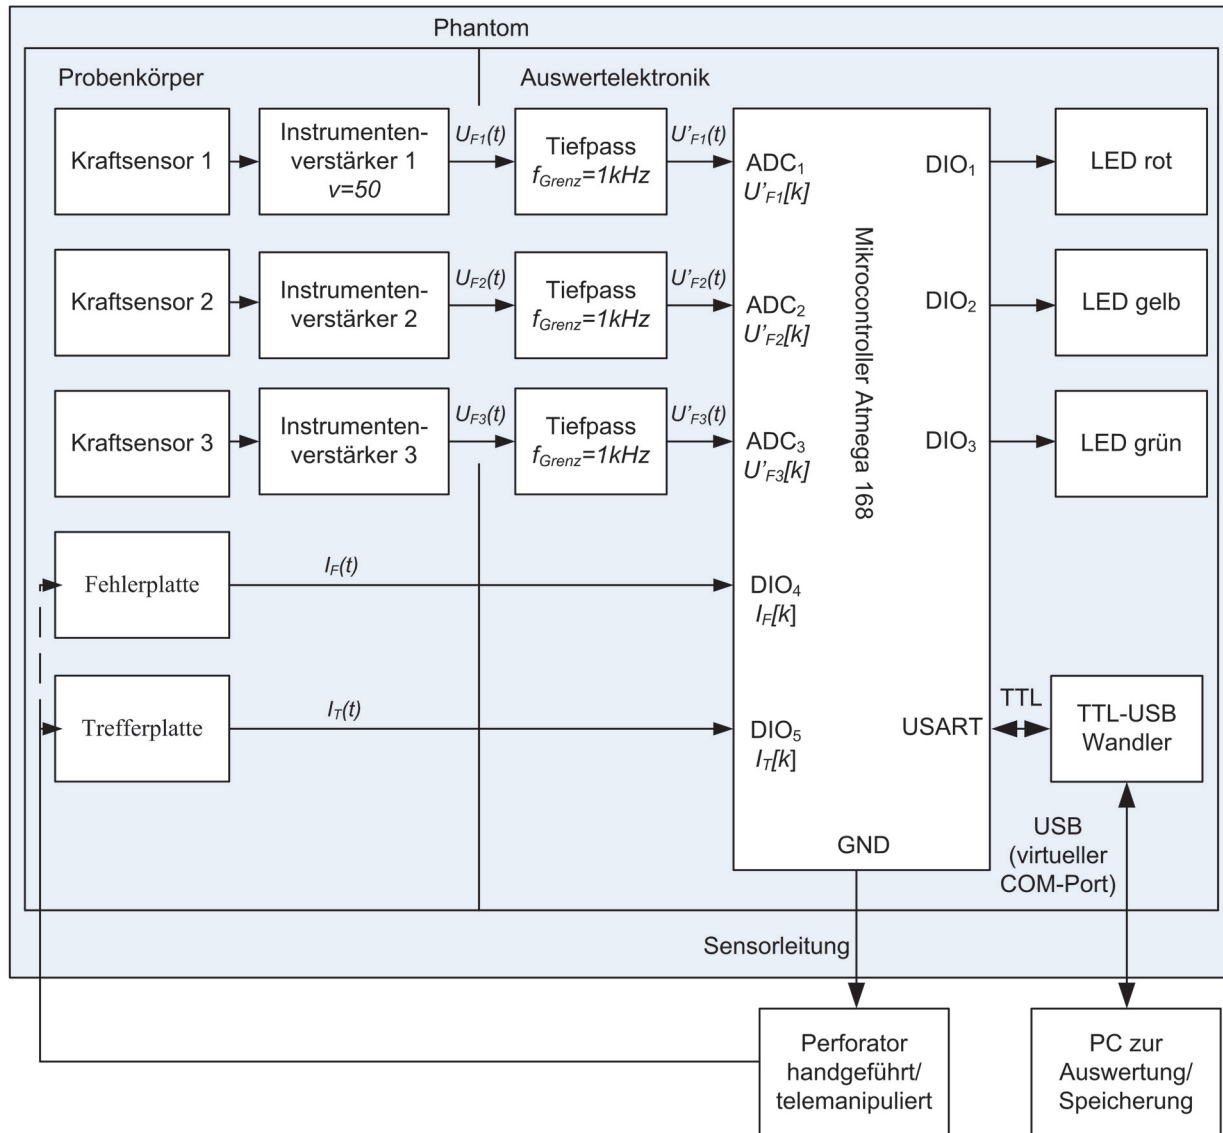 Phantom
Probenkörper
Auswertelektronik
Kraftsensor 1
Instrumenten-
verstärker 1
v=50
U_F1(t)
Tiefpass
f_Grenz=1kHz
U'_F1(t)
ADC₁
U'_F1[k]
DIO₁
LED rot
Kraftsensor 2
Instrumenten-
verstärker 2
U_F2(t)
Tiefpass
f_Grenz=1kHz
U'_F2(t)
ADC₂
U'_F2[k]
DIO₂
LED gelb
Kraftsensor 3
Instrumenten-
verstärker 3
U_F3(t)
Tiefpass
f_Grenz=1kHz
U'_F3(t)
ADC₃
U'_F3[k]
DIO₃
LED grün
Mikrocontroller Atmega 168
Fehlerplatte
I_F(t)
DIO₄
I_F[k]
Trefferplatte
I_T(t)
DIO₅
I_T[k]
USART
TTL
TTL-USB
Wandler
GND
USB
(virtueller
COM-Port)
Sensorleitung
Perforator
handgeführt/
telemanipuliert
PC zur
Auswertung/
Speicherung